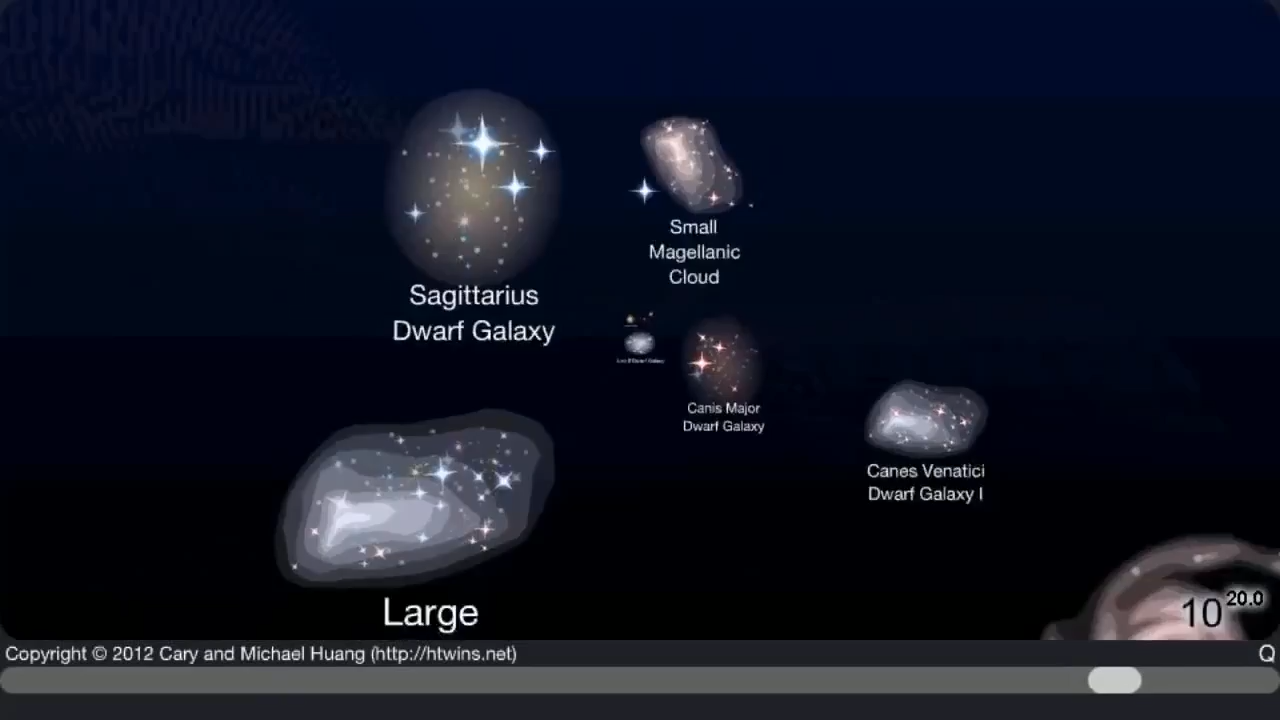 Sagittarius
Dwarf Galaxy
Small
Magellanic
Cloud
Canis Major
Dwarf Galaxy
Canes Venatici
Dwarf Galaxy I
Large
10^20.0
Copyright © 2012 Cary and Michael Huang (http://htwins.net)
Q